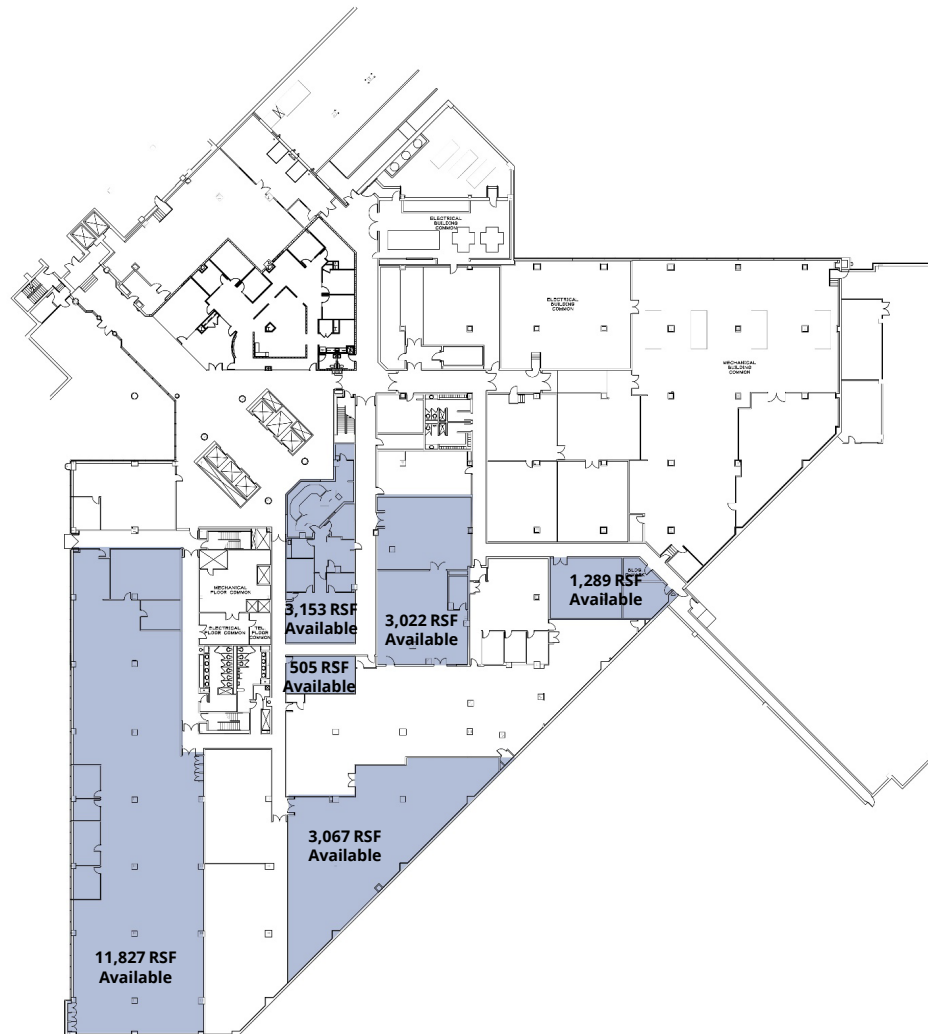 ELECTRICAL
BUILDING
COMMON
ELECTRICAL
BUILDING
COMMON
MECHANICAL
BUILDING
COMMON
BLDG
MECHANICAL
FLOOR COMMON
ELECTRICAL
FLOOR COMMON
TEL
FLOOR
COMMON
1,289 RSF
Available
3,153 RSF
Available
3,022 RSF
Available
505 RSF
Available
3,067 RSF
Available
11,827 RSF
Available